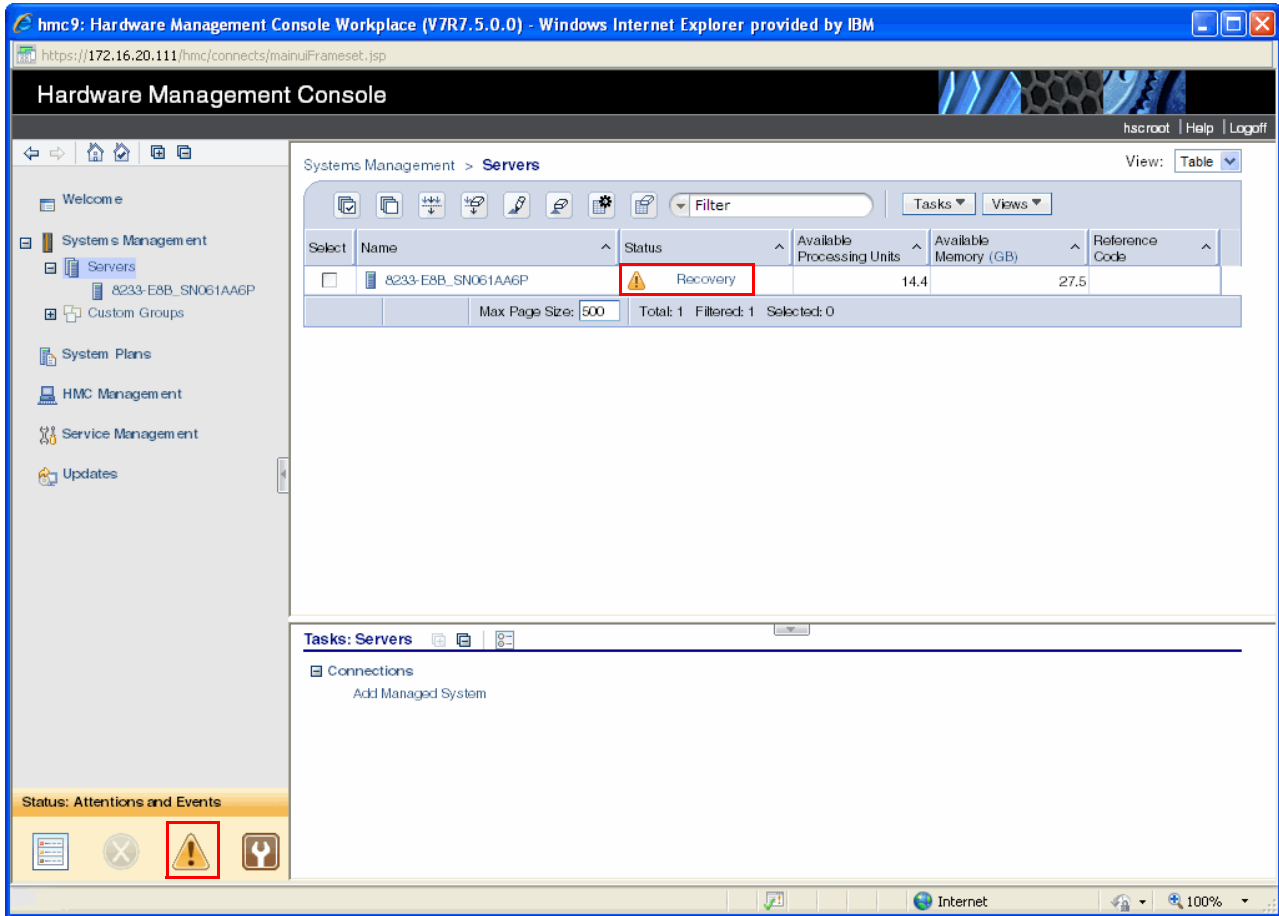 hmc9: Hardware Management Console Workplace (V7R7.5.0.0) - Windows Internet Explorer provided by IBM
https://172.16.20.111/hmc/connects/mainuiFrameset.jsp
Hardware Management Console
hscroot | Help | Logoff
Systems Management > Servers
View: Table
Welcome
Systems Management
Servers
8233-E8B_SN061AA6P
Custom Groups
System Plans
HMC Management
Service Management
Updates
Filter
Tasks
Views
Select Name Status Available Processing Units Available Memory (GB) Reference Code
8233-E8B_SN061AA6P Recovery 14.4 27.5
Max Page Size: 500 Total: 1 Filtered: 1 Selected: 0
Tasks: Servers
Connections
Add Managed System
Status: Attentions and Events
Internet
100%